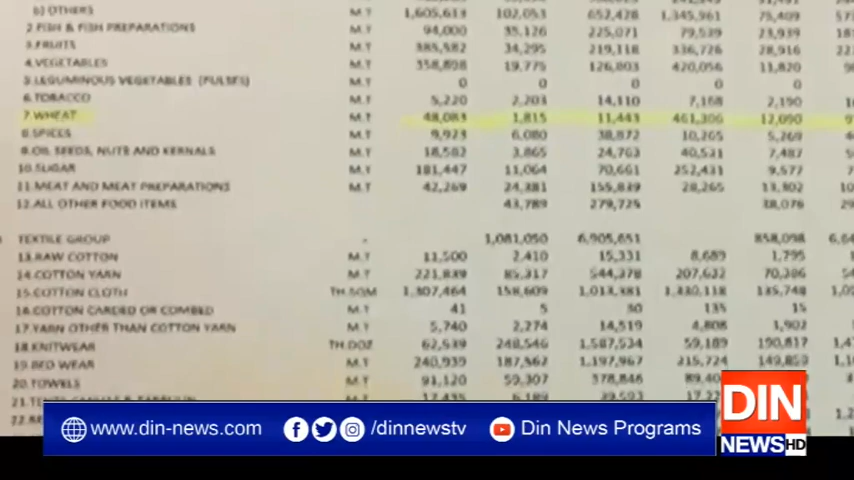 b) OTHERS M.T 1,605,613 102,053 652,428 1,345,961 75,409
2.FISH & FISH PREPARATIONS M.T 94,000 35,126 225,071 79,539 23,939
3.FRUITS M.T 385,582 34,295 219,118 336,726 28,916
4.VEGETABLES M.T 358,898 19,775 126,803 420,056 11,820
5.LEGUMINOUS VEGETABLES (PULSES) M.T 0 0 0 0 0
6.TOBACCO M.T 5,220 2,203 14,110 7,168 2,190
7.WHEAT M.T 48,083 1,815 11,443 461,306 12,090
8.SPICES M.T 9,923 6,080 38,872 10,265 5,269
9.OIL SEEDS, NUTS AND KERNALS M.T 18,582 3,865 24,763 40,531 7,487
10.SUGAR M.T 181,447 11,064 70,661 252,431 9,577
11.MEAT AND MEAT PREPARATIONS M.T 42,269 24,381 155,839 28,265 13,302
12.ALL OTHER FOOD ITEMS 43,789 279,725 38,076
TEXTILE GROUP - 1,081,050 6,905,651 858,098
13.RAW COTTON M.T 11,500 2,410 15,331 8,689 1,795
14.COTTON YARN M.T 221,839 85,317 544,378 207,632 70,386
15.COTTON CLOTH TH.SQM 1,307,464 158,609 1,013,381 1,330,118 135,748
16.COTTON CARDED OR COMBED M.T 41 5 30 135 15
17.YARN OTHER THAN COTTON YARN M.T 5,740 2,274 14,519 4,808 1,902
18.KNITWEAR TH.DOZ 62,539 248,546 1,587,534 59,189 190,817
19.BED WEAR M.T 240,939 187,562 1,197,967 215,724 149,859
20.TOWELS M.T 91,120 59,307 378,846
www.din-news.com /dinnewstv Din News Programs
DIN
NEWS HD